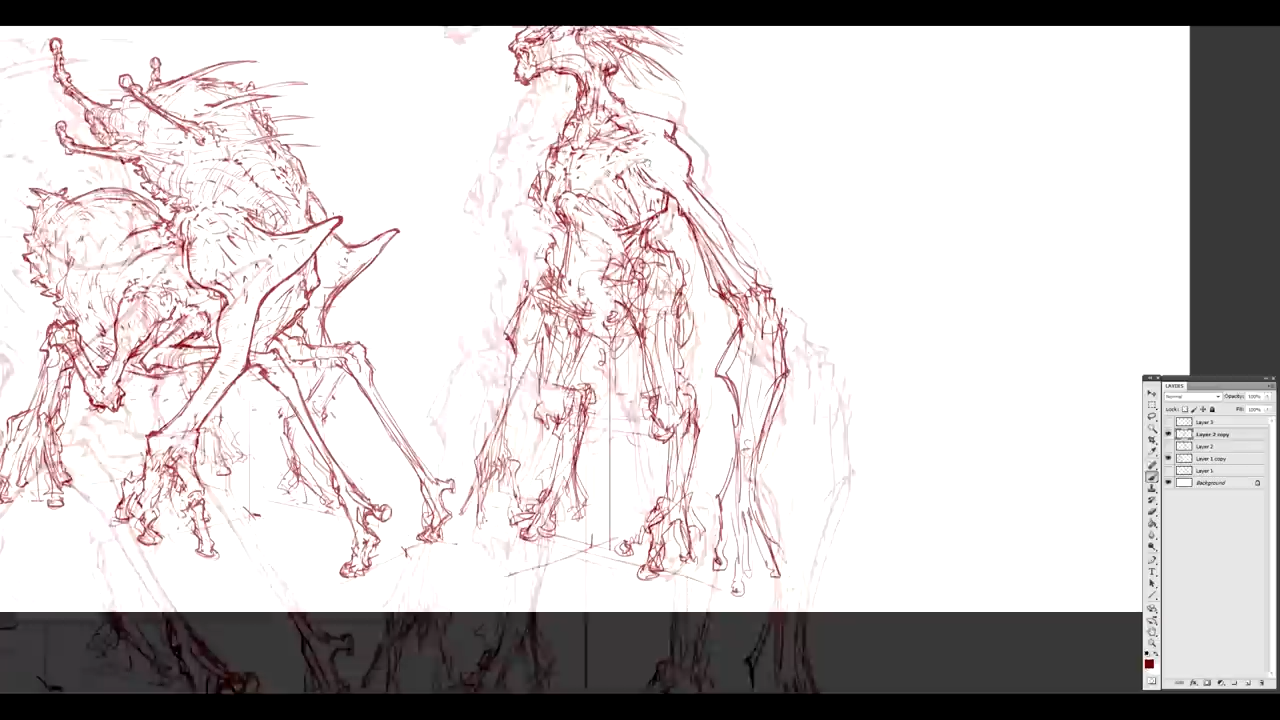 LAYERS
Normal
Opacity: 100%
Lock:
Fill: 100%
Layer 3
Layer 2 copy
Layer 2
Layer 1 copy
Layer 1
Background